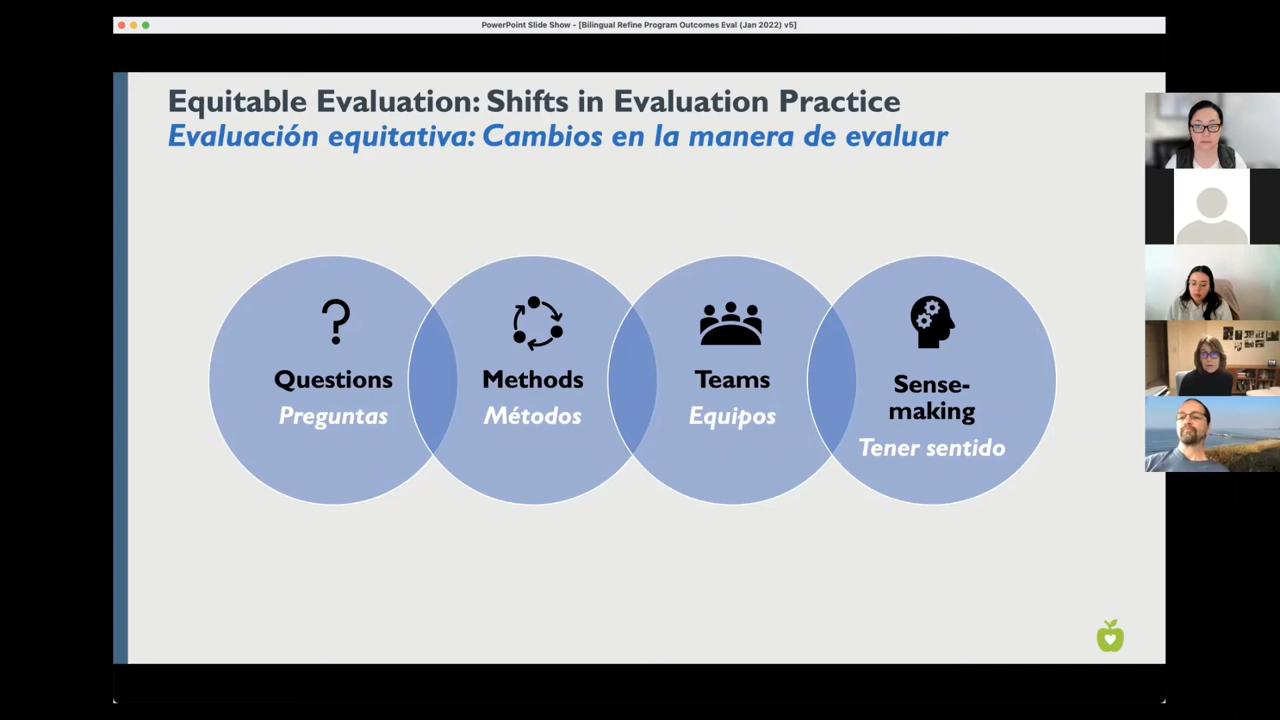 PowerPoint Slide Show - [Bilingual Refine Program Outcomes Eval (Jan 2022) v5]
Equitable Evaluation: Shifts in Evaluation Practice
Evaluación equitativa: Cambios en la manera de evaluar
?
Questions
Preguntas
Methods
Métodos
Teams
Equipos
Sense-
making
Tener sentido